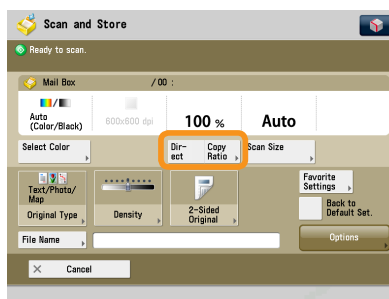 Scan and Store
Ready to scan.
Mail Box / 00 :
Auto
(Color/Black)
600x600 dpi
100 %
Auto
Select Color
Dir-
ect
Copy
Ratio
Scan Size
Text/Photo/
Map
Original Type
Density
2-Sided
Original
Favorite
Settings
Back to
Default Set.
File Name
Options
× Cancel